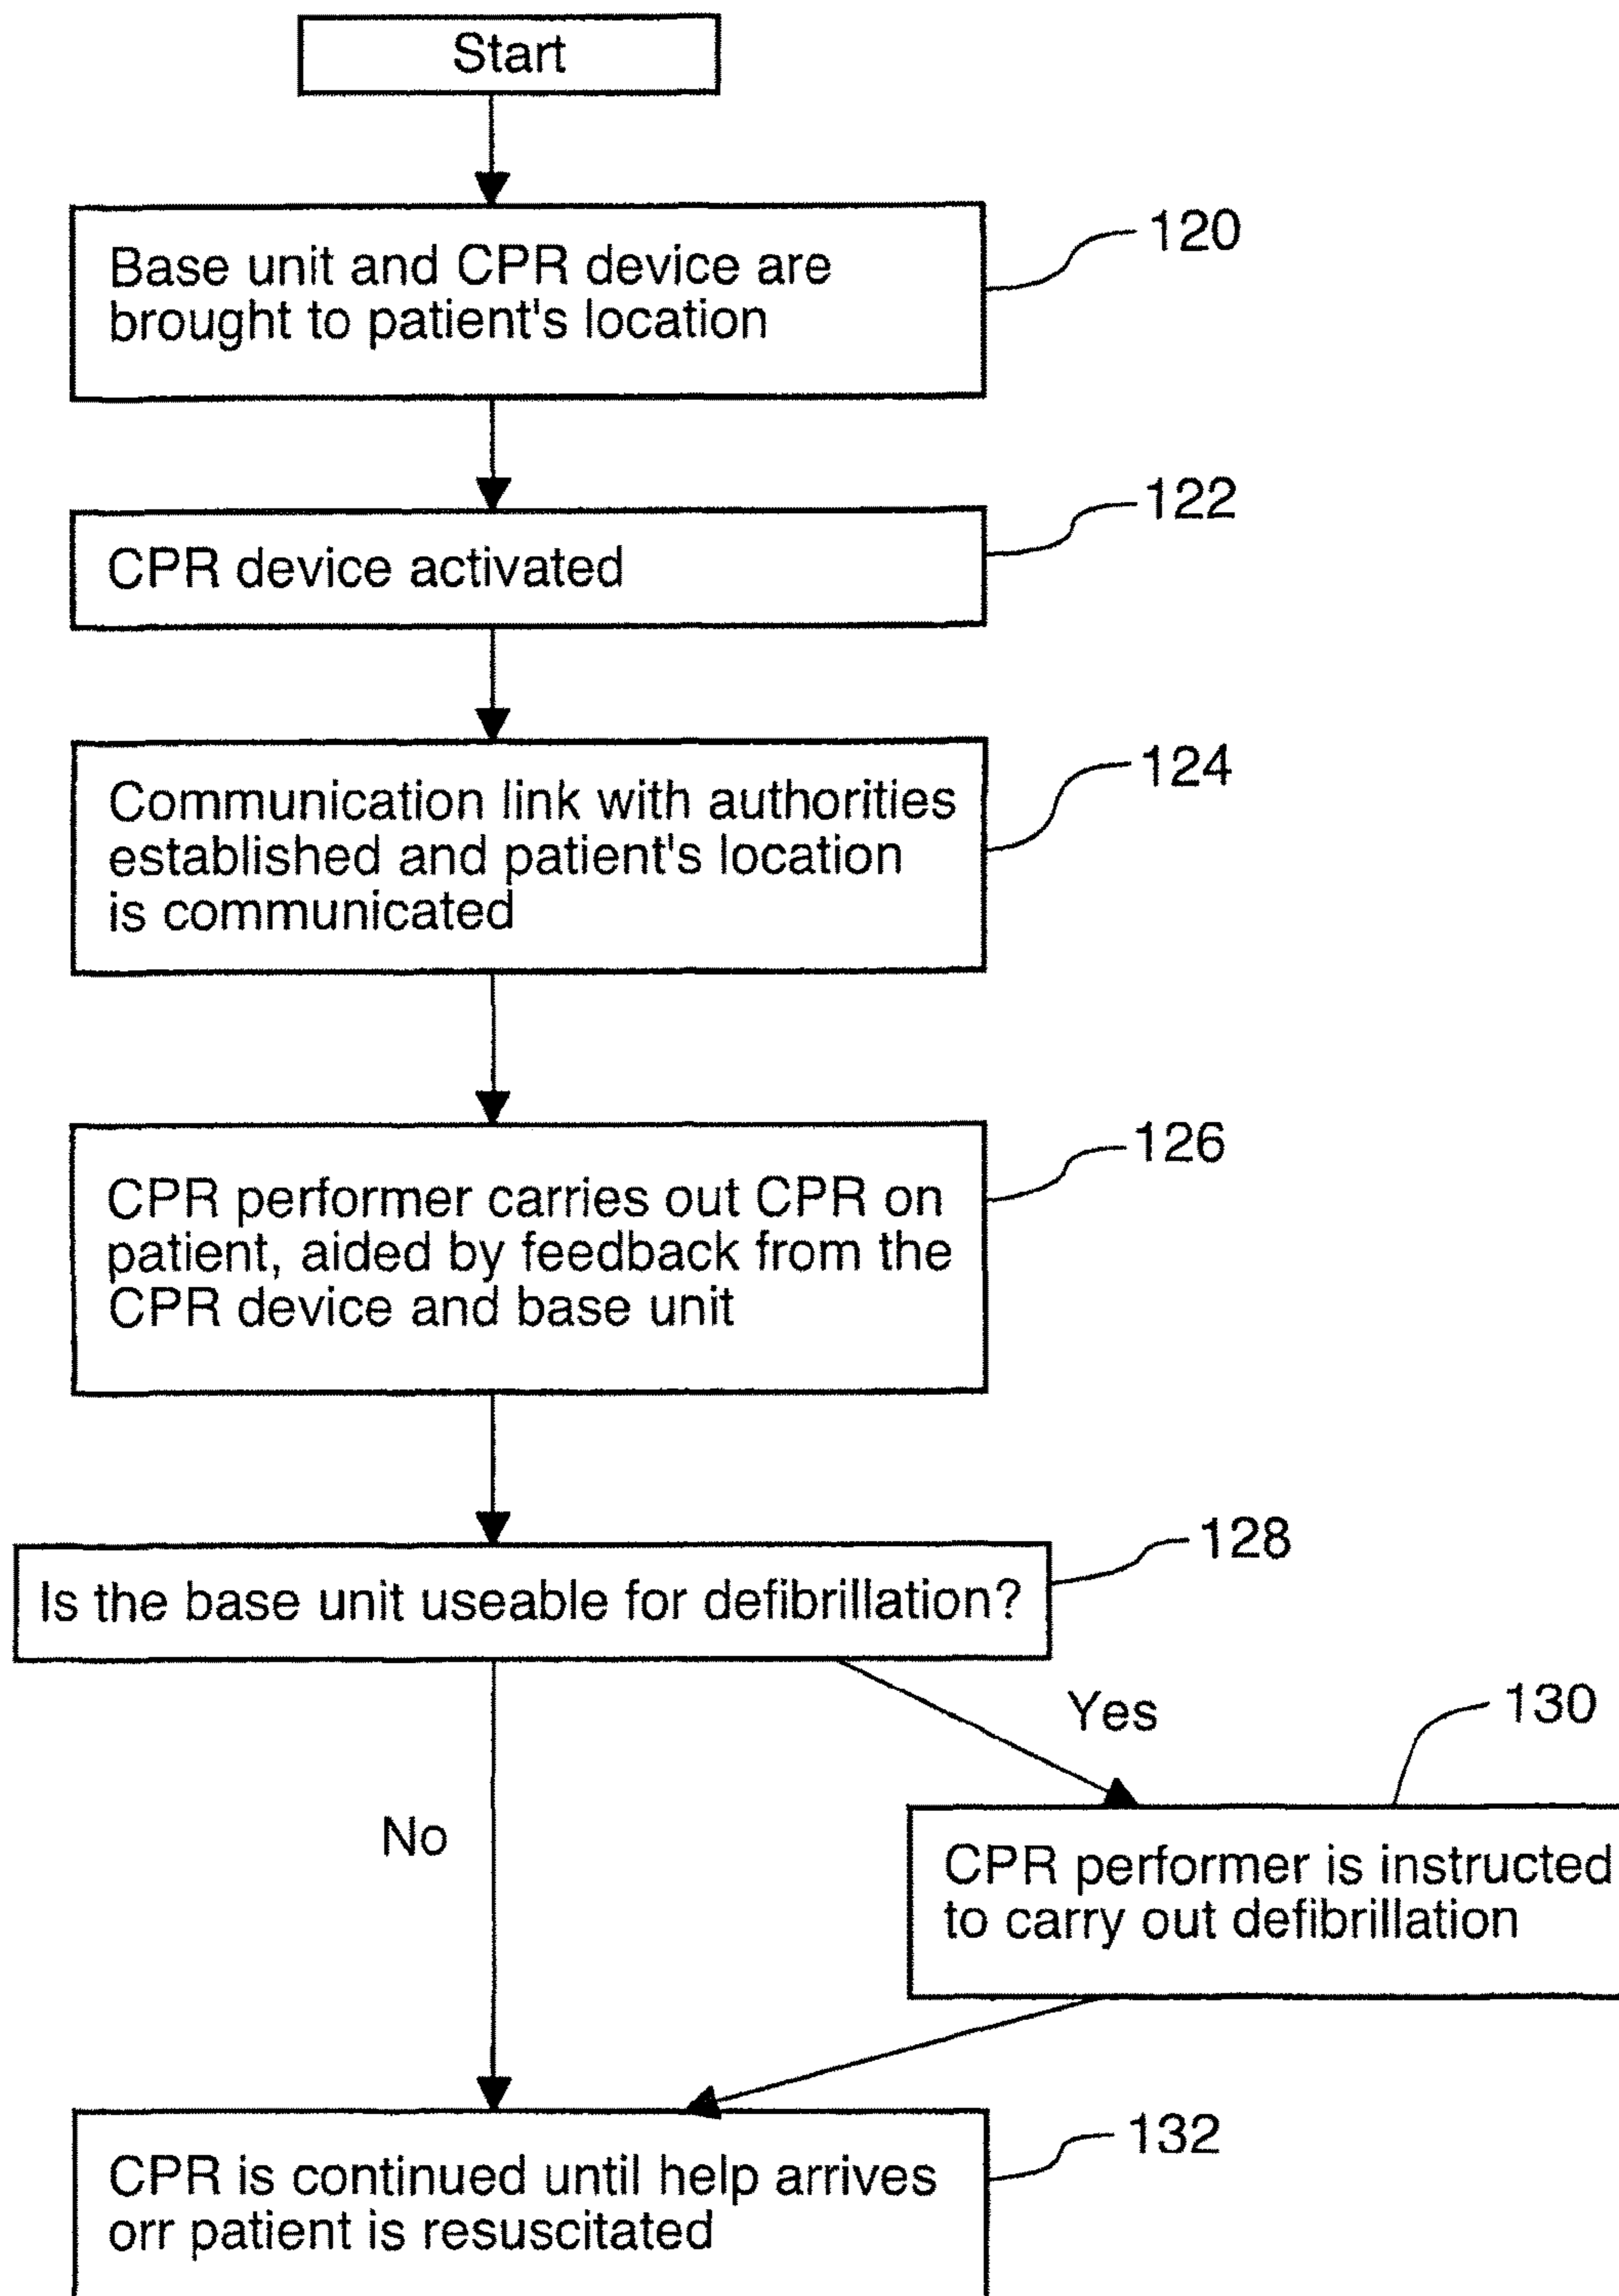 Start
Base unit and CPR device are
brought to patient's location
120
CPR device activated
122
Communication link with authorities
established and patient's location
is communicated
124
CPR performer carries out CPR on
patient, aided by feedback from the
CPR device and base unit
126
Is the base unit useable for defibrillation?
128
Yes
130
No
CPR performer is instructed
to carry out defibrillation
CPR is continued until help arrives
orr patient is resuscitated
132